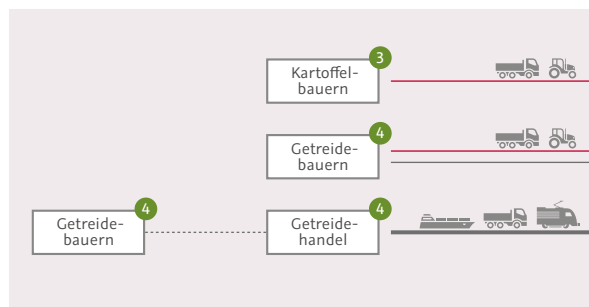 3
Kartoffel-
bauern
4
Getreide-
bauern
4
Getreide-
bauern
4
Getreide-
handel